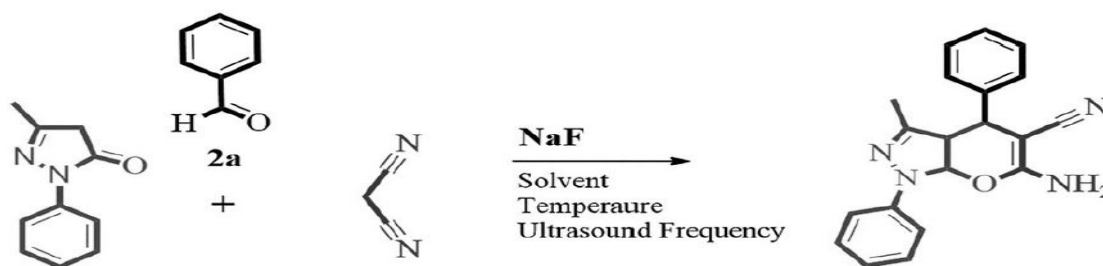 H
O
2a
N
N
O
+
N
N
NaF
Solvent
Temperaure
Ultrasound Frequency
N
N
N
O
NH2